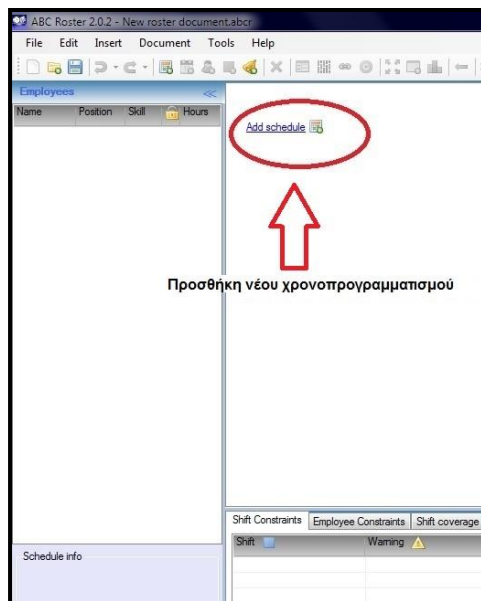 ABC Roster 2.0.2 - New roster document.abcr
File Edit Insert Document Tools Help
Employees
Name Position Skill Hours
Add schedule
Προσθήκη νέου χρονοπρογραμματισμού
Shift Constraints Employee Constraints Shift coverage
Shift Warning
Schedule info